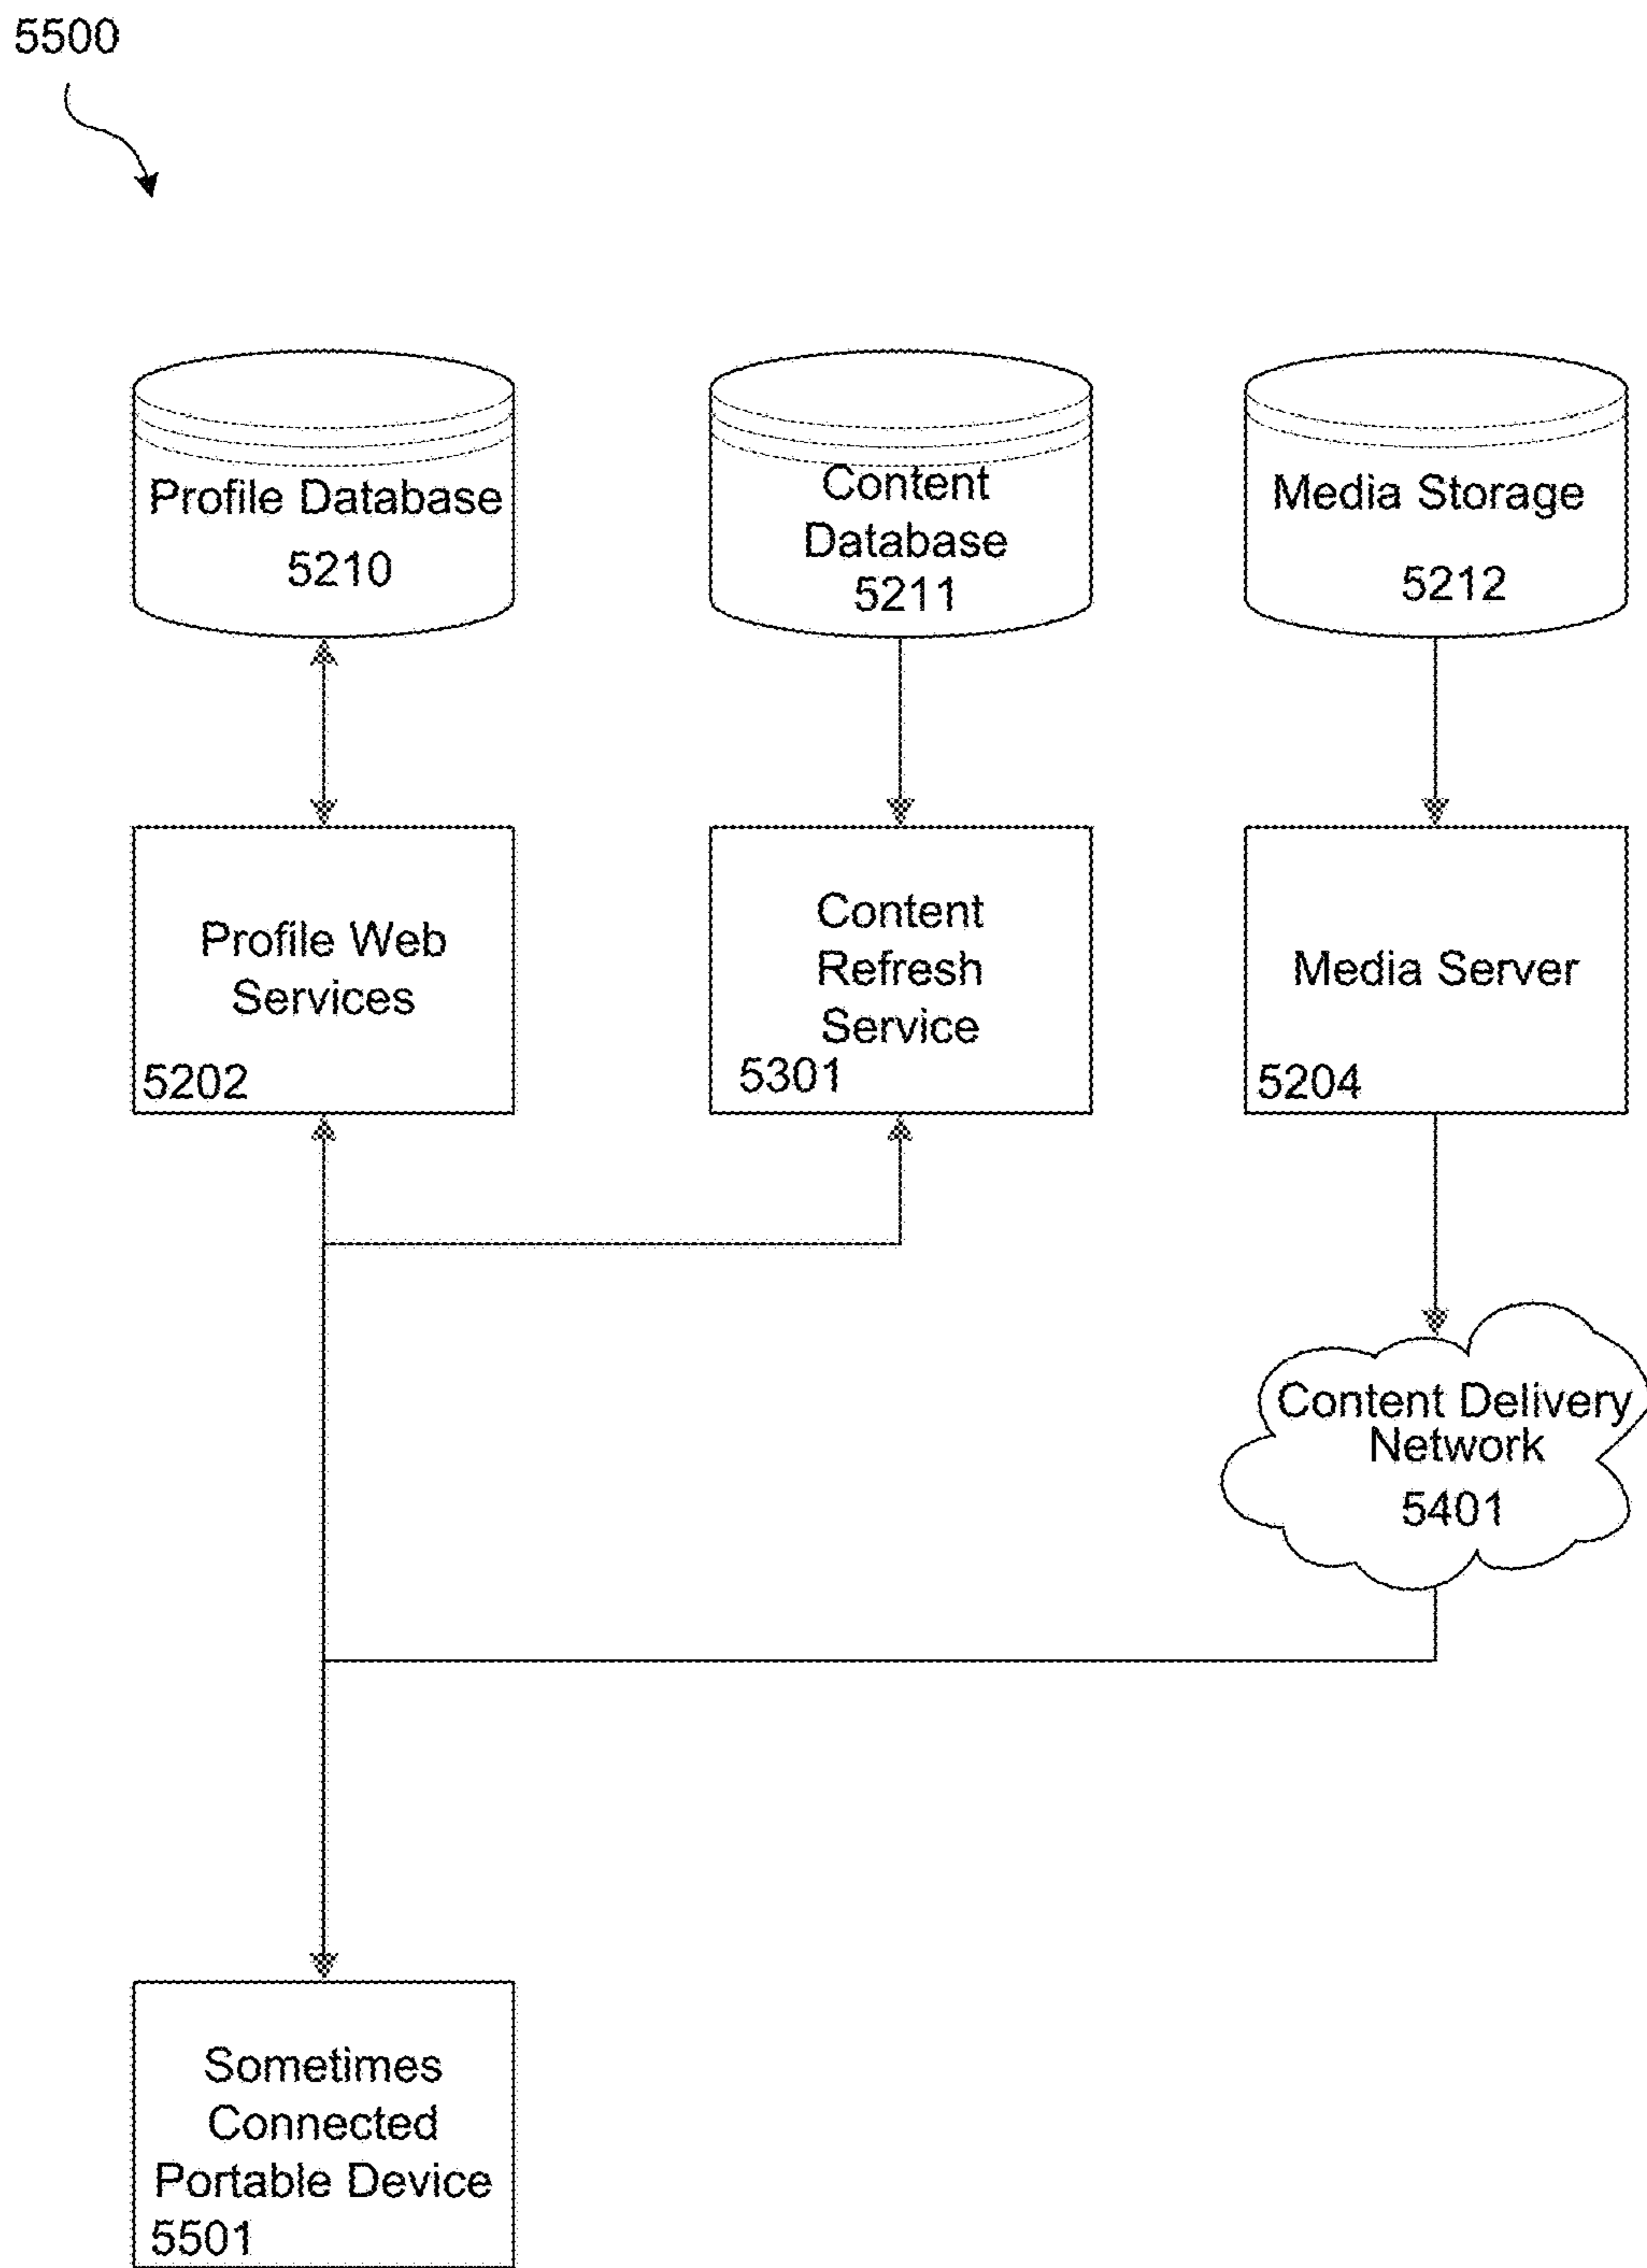 5500
Profile Database
5210
Content
Database
5211
Media Storage
5212
Profile Web
Services
5202
Content
Refresh
Service
5301
Media Server
5204
Content Delivery
Network
5401
Sometimes
Connected
Portable Device
5501